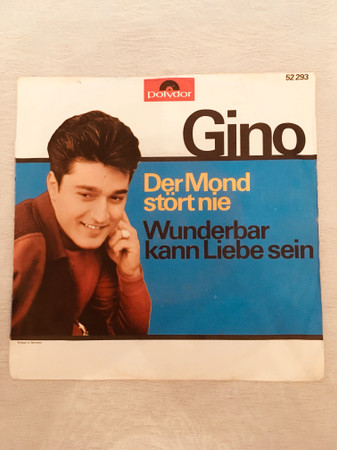 polydor
52 293
Gino
Der Mond
stört nie
Wunderbar
kann Liebe sein